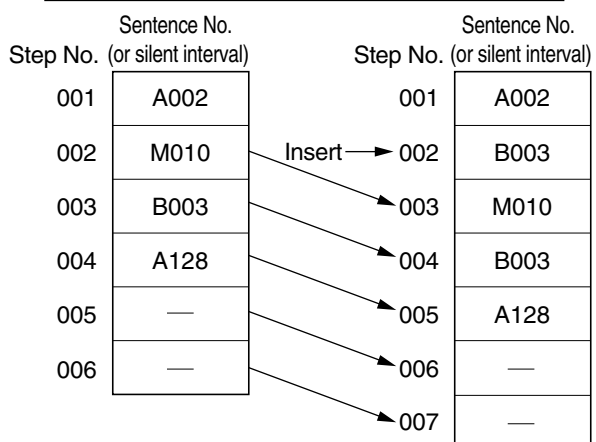 Sentence No. Sentence No.
Step No. (or silent interval) Step No. (or silent interval)
001 A002 001 A002
002 M010 Insert 002 B003
003 B003 003 M010
004 A128 004 B003
005 — 005 A128
006 — 006 —
007 —